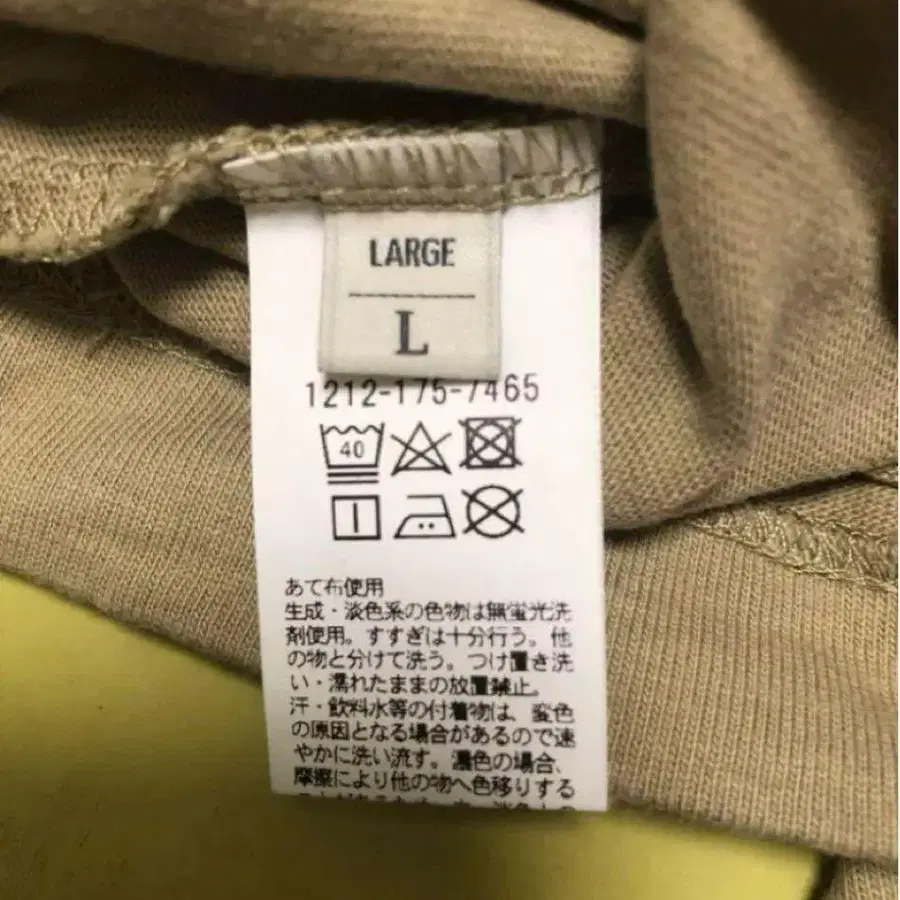 LARGE
L
1212-175-7465
40
あて布使用
生成・淡色系の色物は無蛍光洗
剤使用。すすぎは十分行う。他
の物と分けて洗う。つけ置き洗
い・濡れたままの放置禁止。
汗・飲料水等の付着物は、変色
の原因となる場合があるので速
やかに洗い流す。濃色の場合、
摩擦により他の物へ色移りする